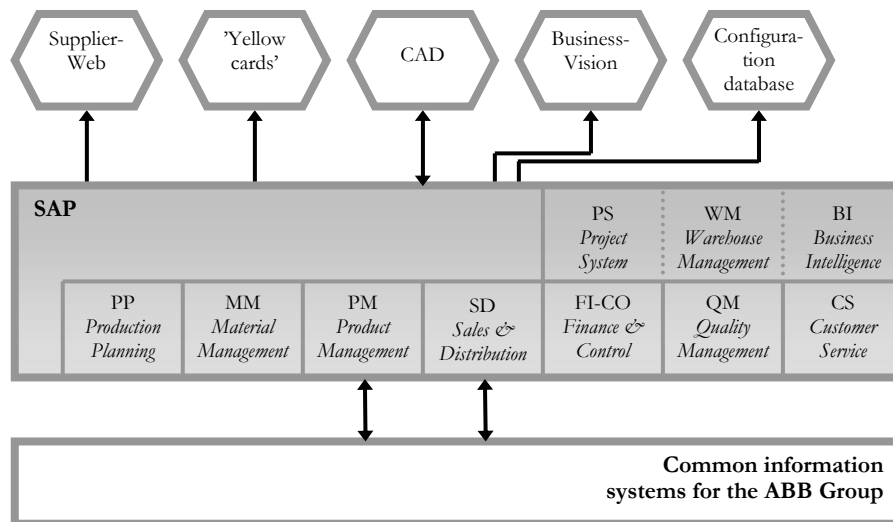 Supplier-
Web
’Yellow
cards’
CAD
Business-
Vision
Configura-
tion
database
SAP
PS
Project
System
WM
Warehouse
Management
BI
Business
Intelligence
PP
Production
Planning
MM
Material
Management
PM
Product
Management
SD
Sales &
Distribution
FI-CO
Finance &
Control
QM
Quality
Management
CS
Customer
Service
Common information
systems for the ABB Group